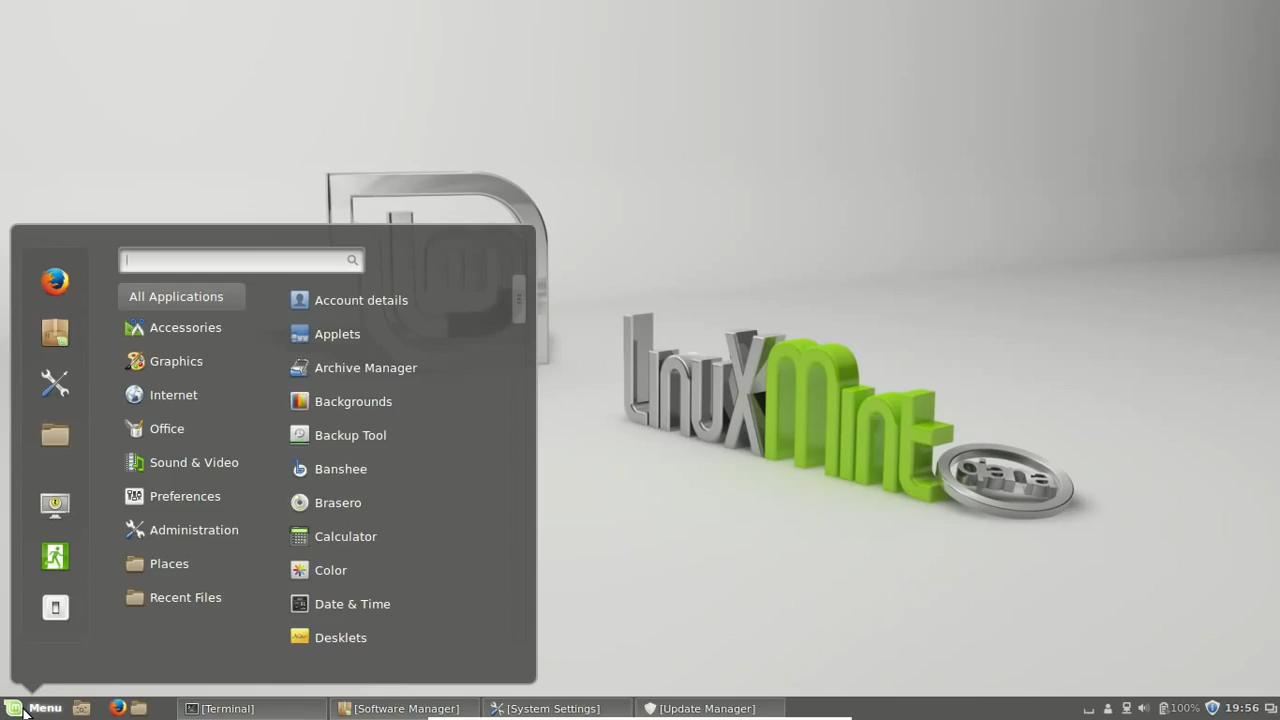 All Applications
Accessories
Graphics
Internet
Office
Sound & Video
Preferences
Administration
Places
Recent Files
Account details
Applets
Archive Manager
Backgrounds
Backup Tool
Banshee
Brasero
Calculator
Color
Date & Time
Desklets
LinuxMint
qiana
Menu
[Terminal]
[Software Manager]
[System Settings]
[Update Manager]
100%
19:56